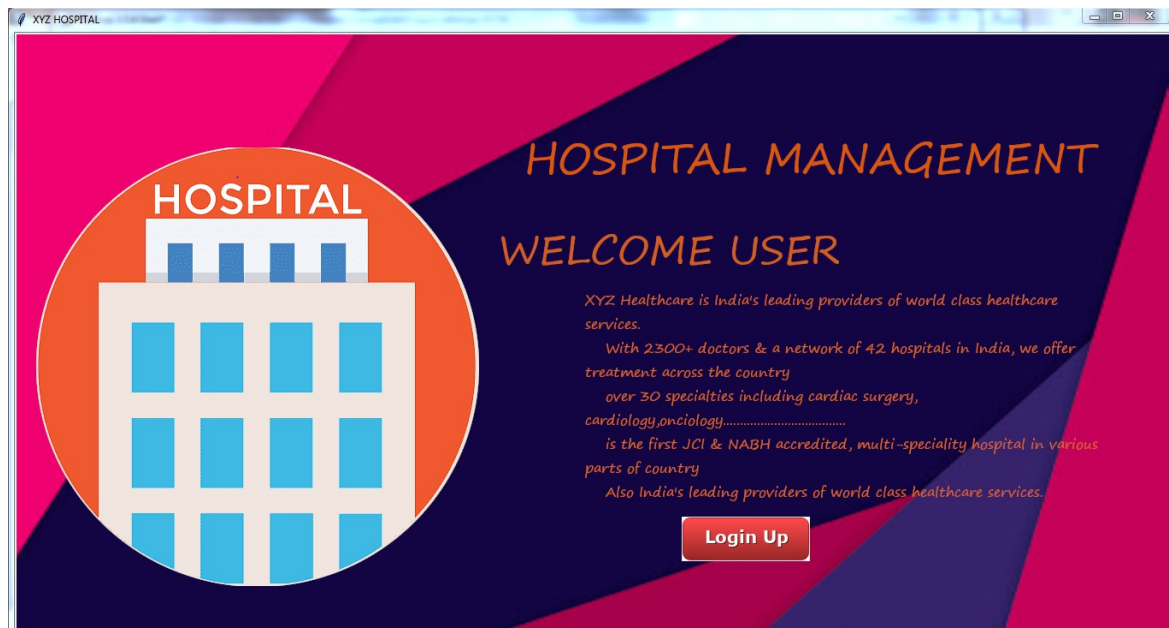 XYZ HOSPITAL
HOSPITAL MANAGEMENT
HOSPITAL
WELCOME USER
XYZ Healthcare is India's leading providers of world class healthcare
services.
With 2300+ doctors & a network of 42 hospitals in India, we offer
treatment across the country
over 30 specialties including cardiac surgery,
cardiology,onciology....................................
is the first JCI & NABH accredited, multi-speciality hospital in various
parts of country
Also India's leading providers of world class healthcare services.
Login Up